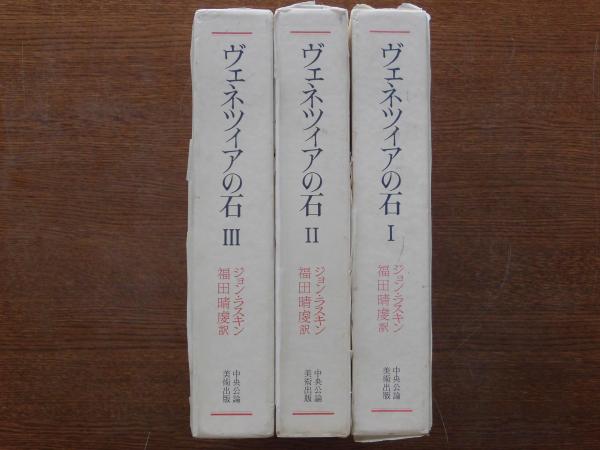 ヴェネツィアの石 III
ジョン・ラスキン
福田晴虔訳
中央公論
美術出版
ヴェネツィアの石 II
ジョン・ラスキン
福田晴虔訳
中央公論
美術出版
ヴェネツィアの石 I
ジョン・ラスキン
福田晴虔訳
中央公論
美術出版